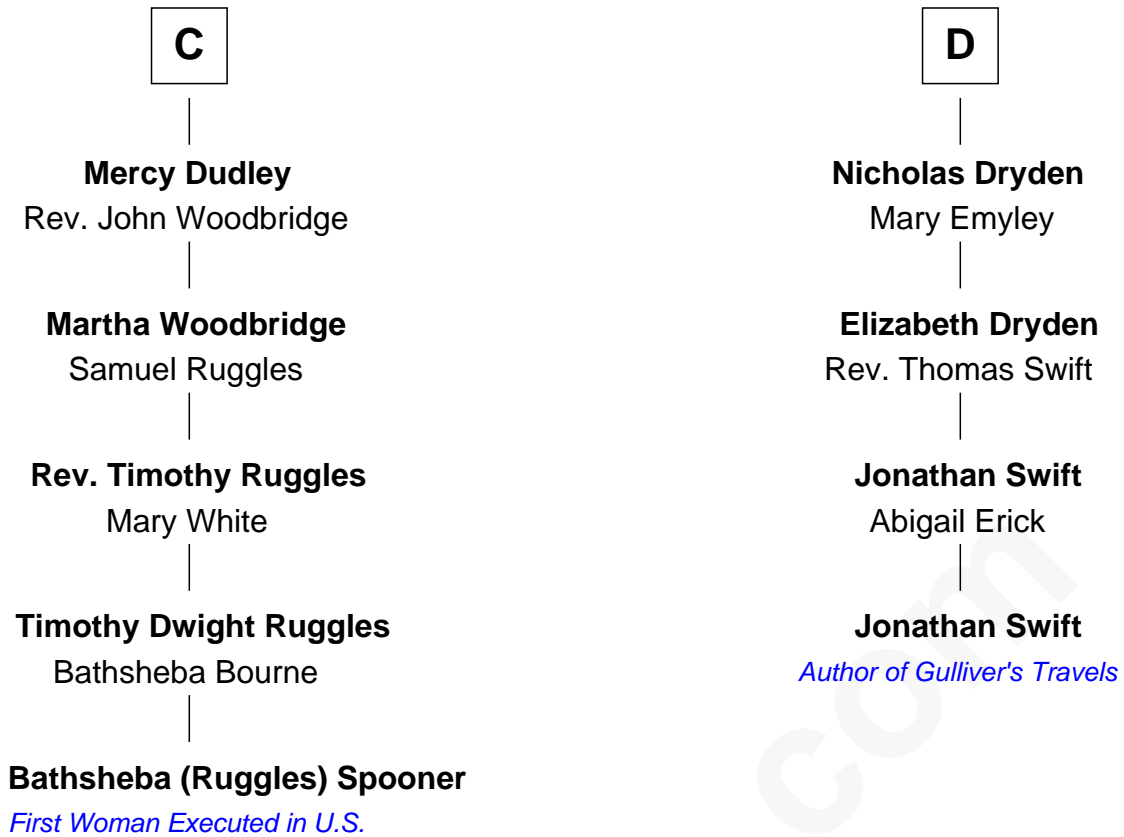 C
Mercy Dudley
Rev. John Woodbridge
Martha Woodbridge
Samuel Ruggles
Rev. Timothy Ruggles
Mary White
Timothy Dwight Ruggles
Bathsheba Bourne
Bathsheba (Ruggles) Spooner
First Woman Executed in U.S.
D
Nicholas Dryden
Mary Emyley
Elizabeth Dryden
Rev. Thomas Swift
Jonathan Swift
Abigail Erick
Jonathan Swift
Author of Gulliver's Travels
com